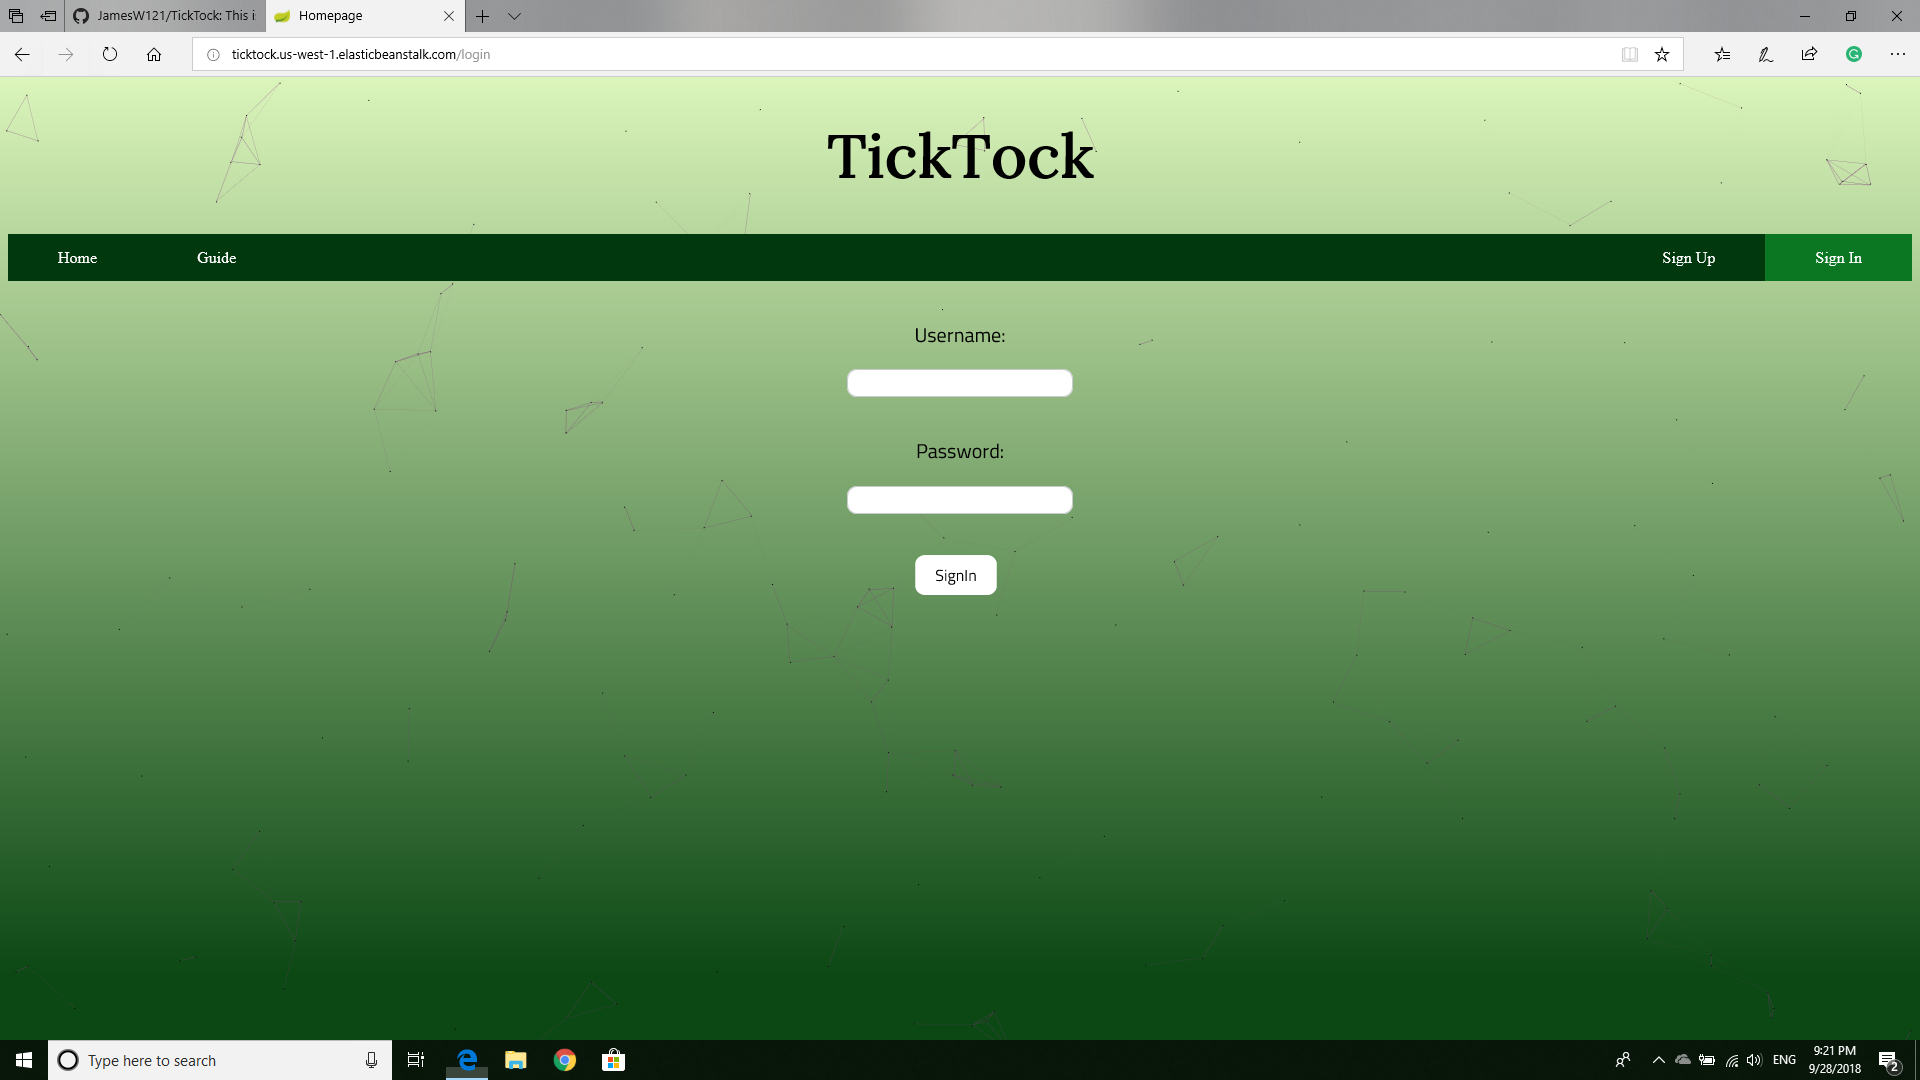 JamesW121/TickTock: This is
Homepage
ticktock.us-west-1.elasticbeanstalk.com/login
TickTock
Home
Guide
Sign Up
Sign In
Username:
Password:
SignIn
Type here to search
ENG
9:21 PM
9/28/2018
2